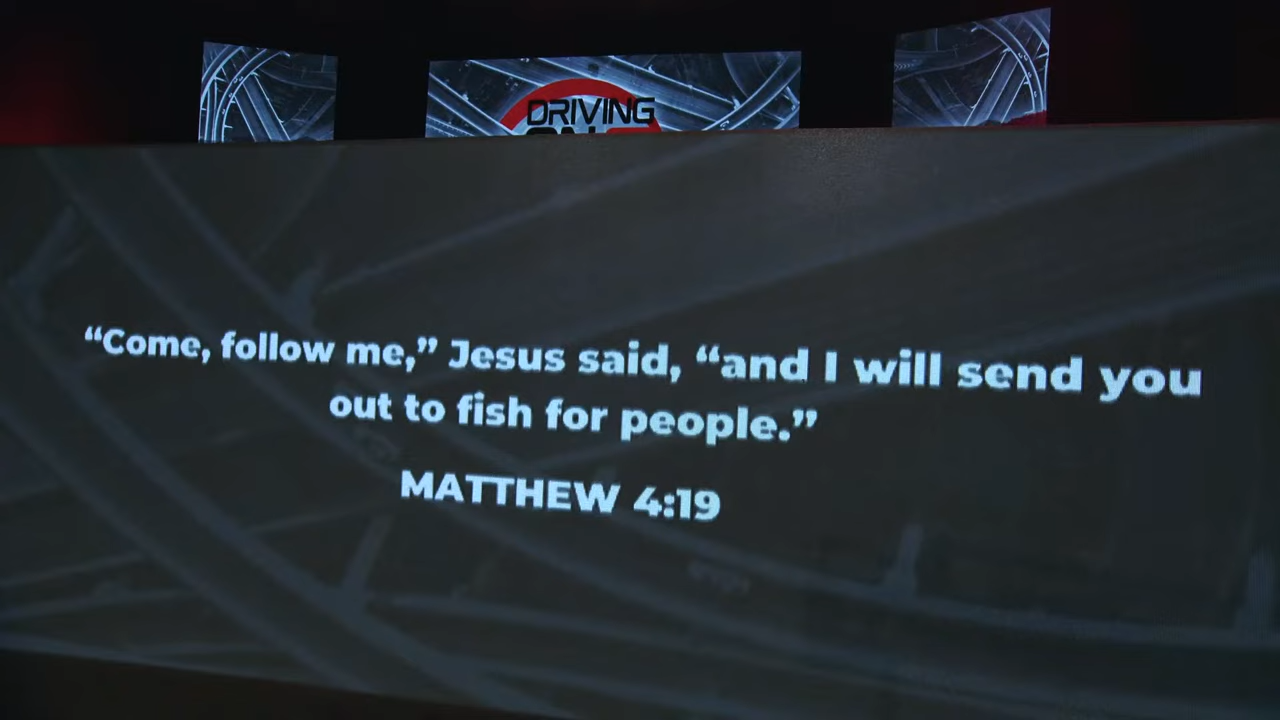 DRIVING
“Come, follow me,” Jesus said, “and I will send you
out to fish for people.”
MATTHEW 4:19